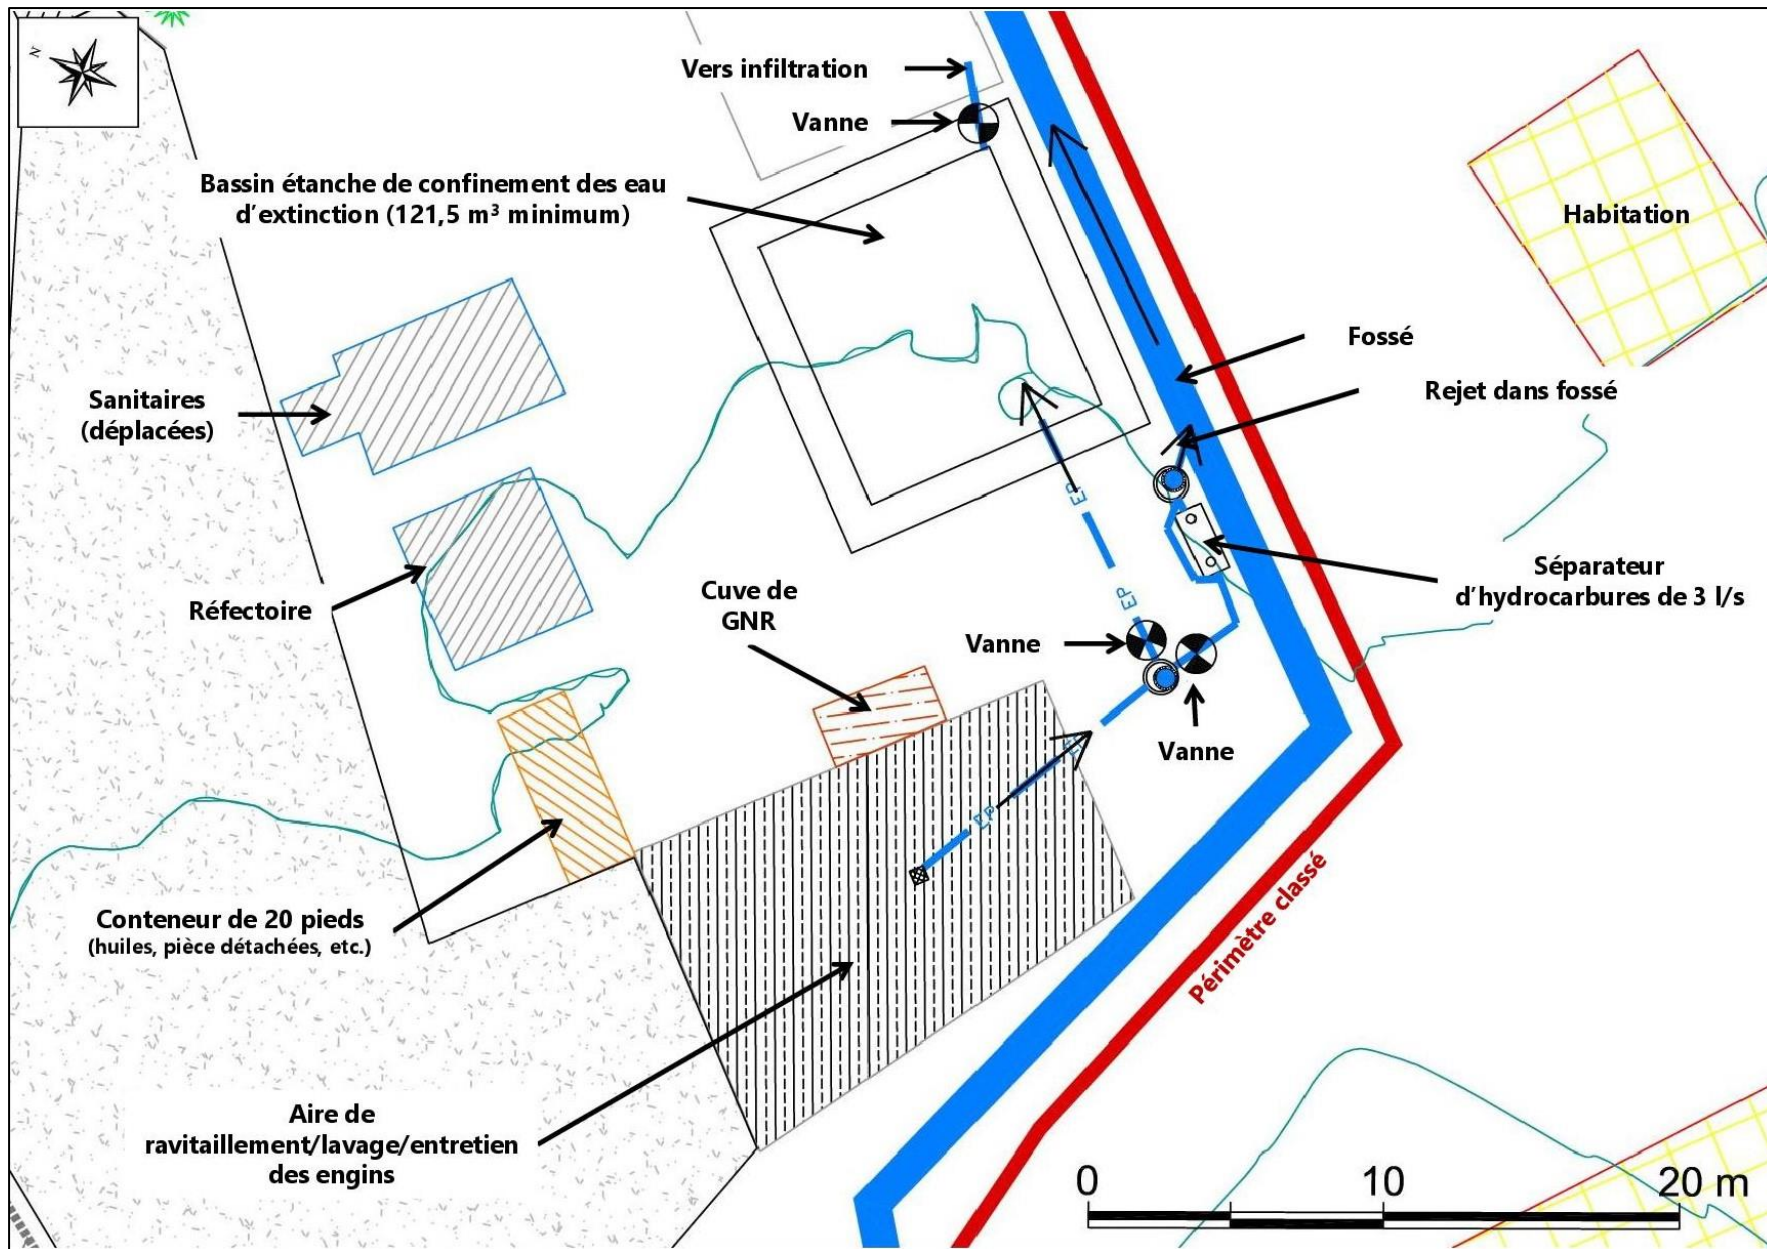 N
Vers infiltration
Vanne
Bassin étanche de confinement des eau
d'extinction (121,5 m³ minimum)
Habitation
Fossé
Rejet dans fossé
Sanitaires
(déplacées)
EP
Séparateur
d'hydrocarbures de 3 l/s
Réfectoire
Cuve de
GNR
EP
Vanne
Vanne
EP
EP
Périmètre classé
Conteneur de 20 pieds
(huiles, pièce détachées, etc.)
Aire de
ravitaillement/lavage/entretien
des engins
0 10 20 m